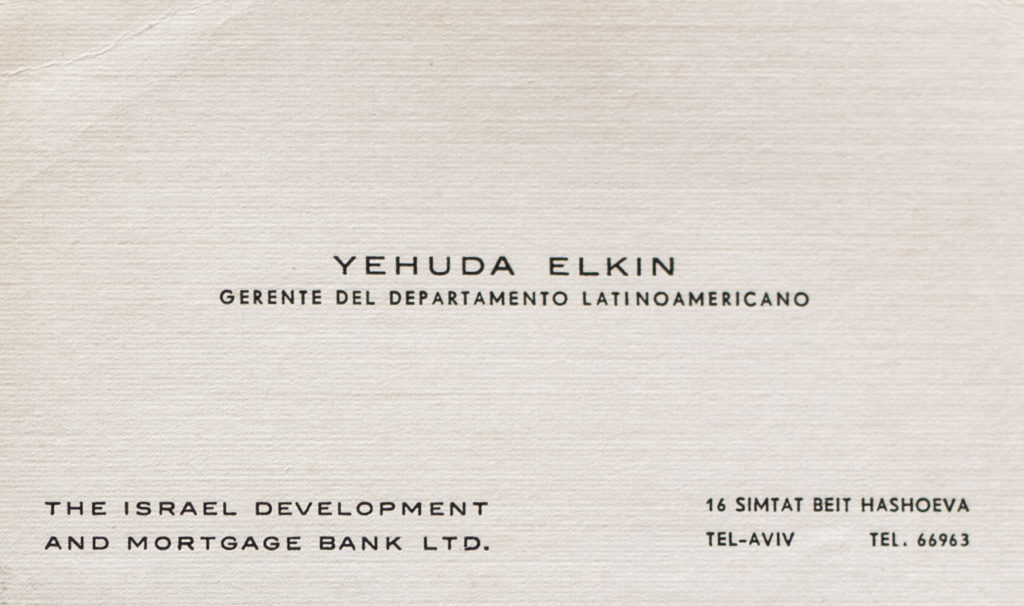 YEHUDA ELKIN
GERENTE DEL DEPARTAMENTO LATINOAMERICANO
THE ISRAEL DEVELOPMENT
AND MORTGAGE BANK LTD.
16 SIMTAT BEIT HASHOEVA
TEL-AVIV TEL. 66963